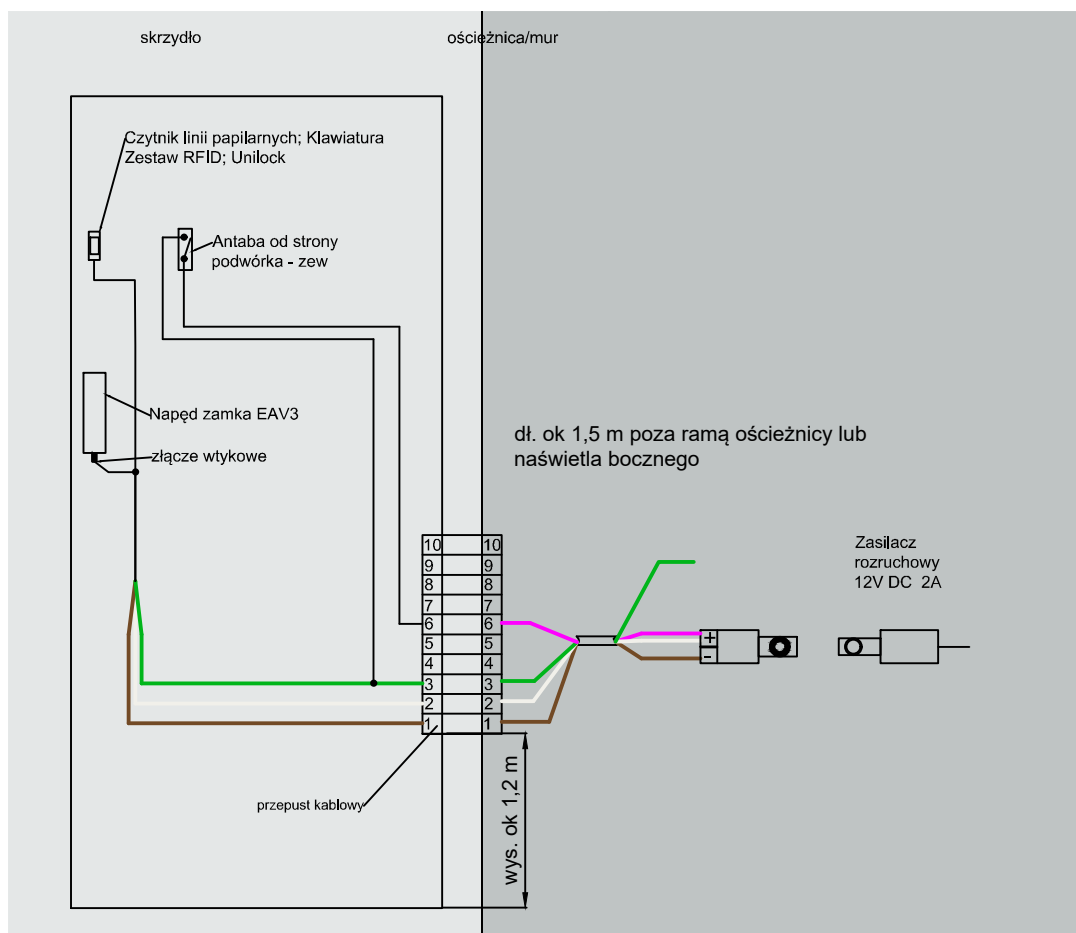 skrzydło
ościeżnica/mur
Czytnik linii papilarnych; Klawiatura
Zestaw RFID; Unilock
Antaba od strony
podwórka - zew
Napęd zamka EAV3
złącze wtykowe
dł. ok 1,5 m poza ramą ościeżnicy lub
naświetla bocznego
Zasilacz
rozruchowy
12V DC 2A
10 10
9 9
8 8
7 7
6 6
5 5
4 4
3 3
2 2
1 1
+
-
przepust kablowy
wys. ok 1,2 m